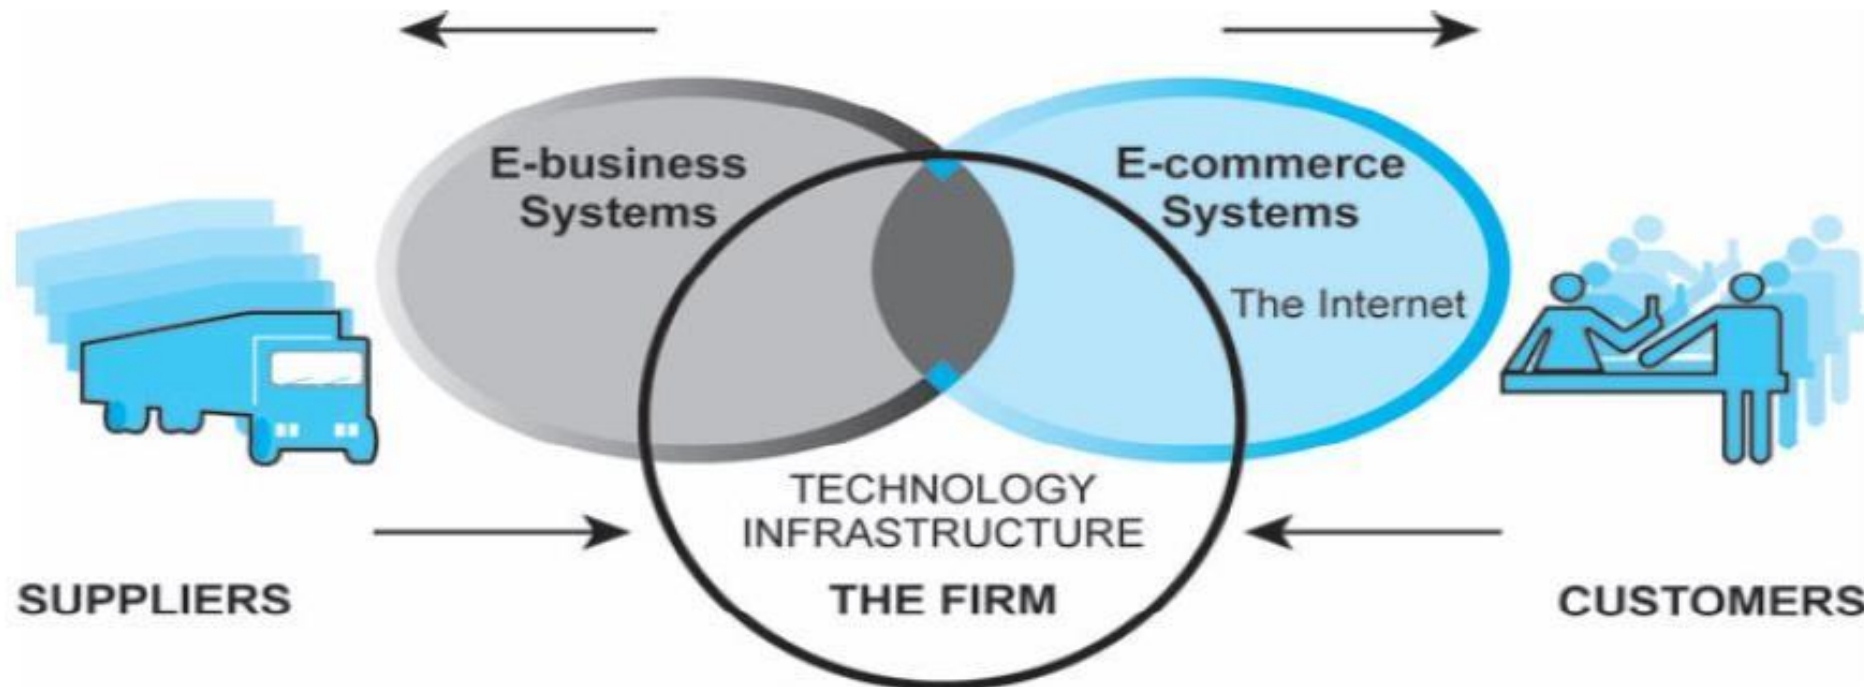 E-business
Systems
E-commerce
Systems
The Internet
TECHNOLOGY
INFRASTRUCTURE
SUPPLIERS
THE FIRM
CUSTOMERS